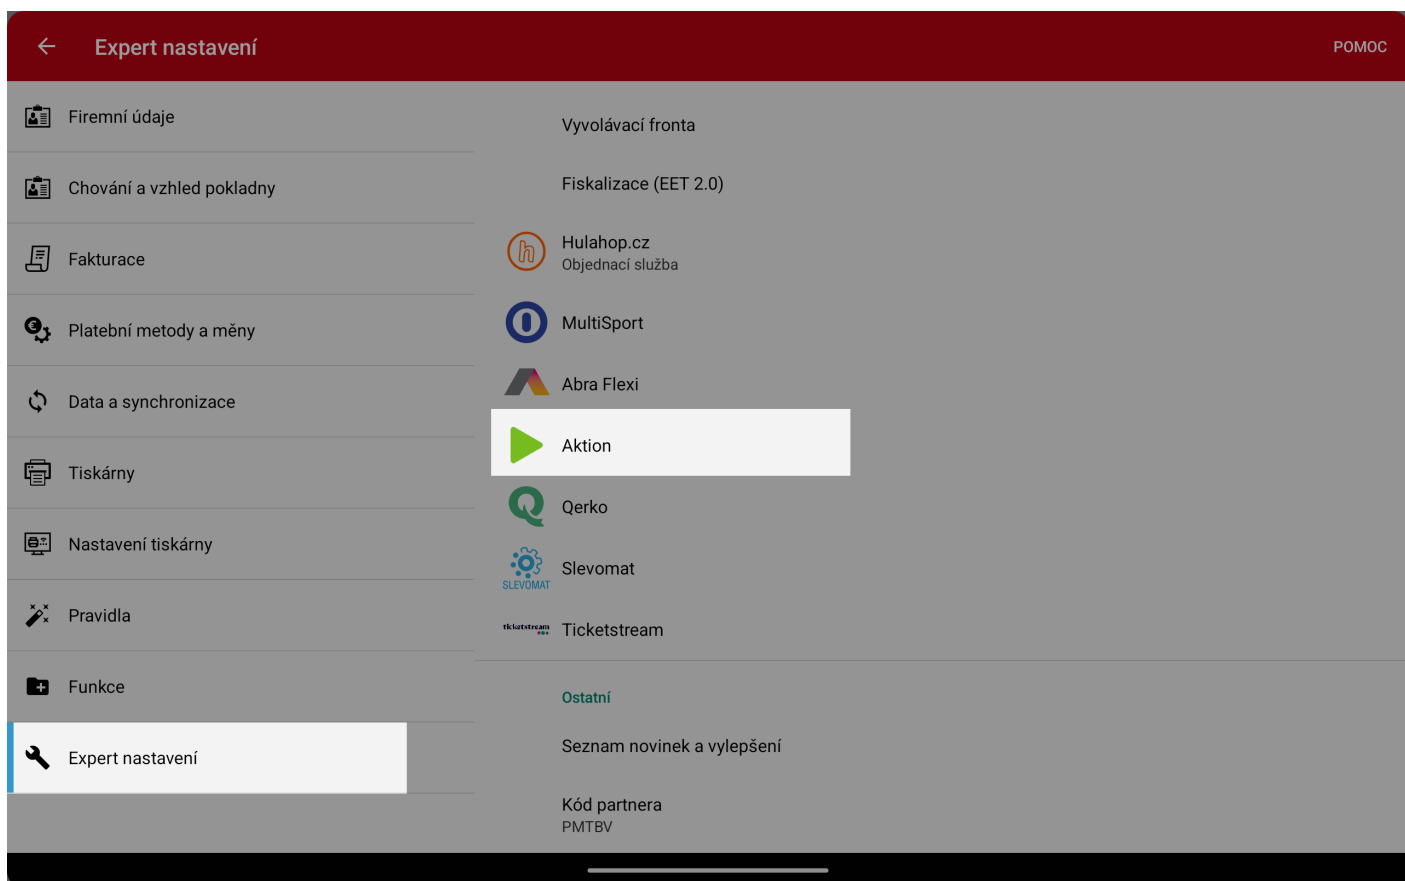 Expert nastavení
POMOC
Firemní údaje
Chování a vzhled pokladny
Fakturace
Platební metody a měny
Data a synchronizace
Tiskárny
Nastavení tiskárny
Pravidla
Funkce
Expert nastavení
Vyvolávací fronta
Fiskalizace (EET 2.0)
Hulahop.cz
Objednací služba
MultiSport
Abra Flexi
Aktion
Qerko
SLEVOMAT
Slevomat
ticketstream
Ticketstream
Ostatní
Seznam novinek a vylepšení
Kód partnera
PMTBV